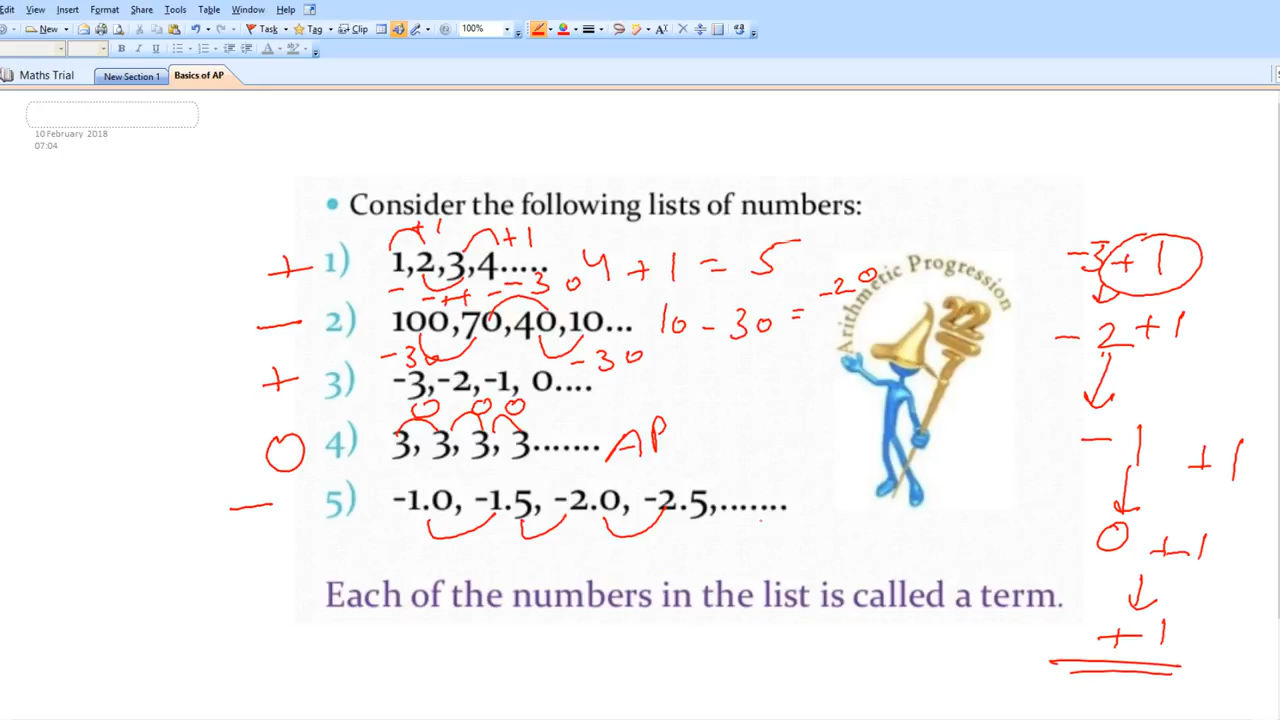 Edit View Insert Format Share Tools Table Window Help
New Task Tag Clip 100%
B I U A
Maths Trial New Section 1 Basics of AP
10 February 2018
07:04
• Consider the following lists of numbers:
+1 +1
+ 1) 1,2,3,4..... 4 + 1 = 5
-30
- 2) 100,70,40,10... 10 - 30 = -20
-30 -30
+ 3) -3,-2,-1, 0....
0 0 0
0 4) 3, 3, 3, 3....... AP
- 5) -1.0, -1.5, -2.0, -2.5,.......
Each of the numbers in the list is called a term.
Arithmetic Progression
22
-3 + 1
- 2 + 1
- 1 + 1
0 + 1
+ 1